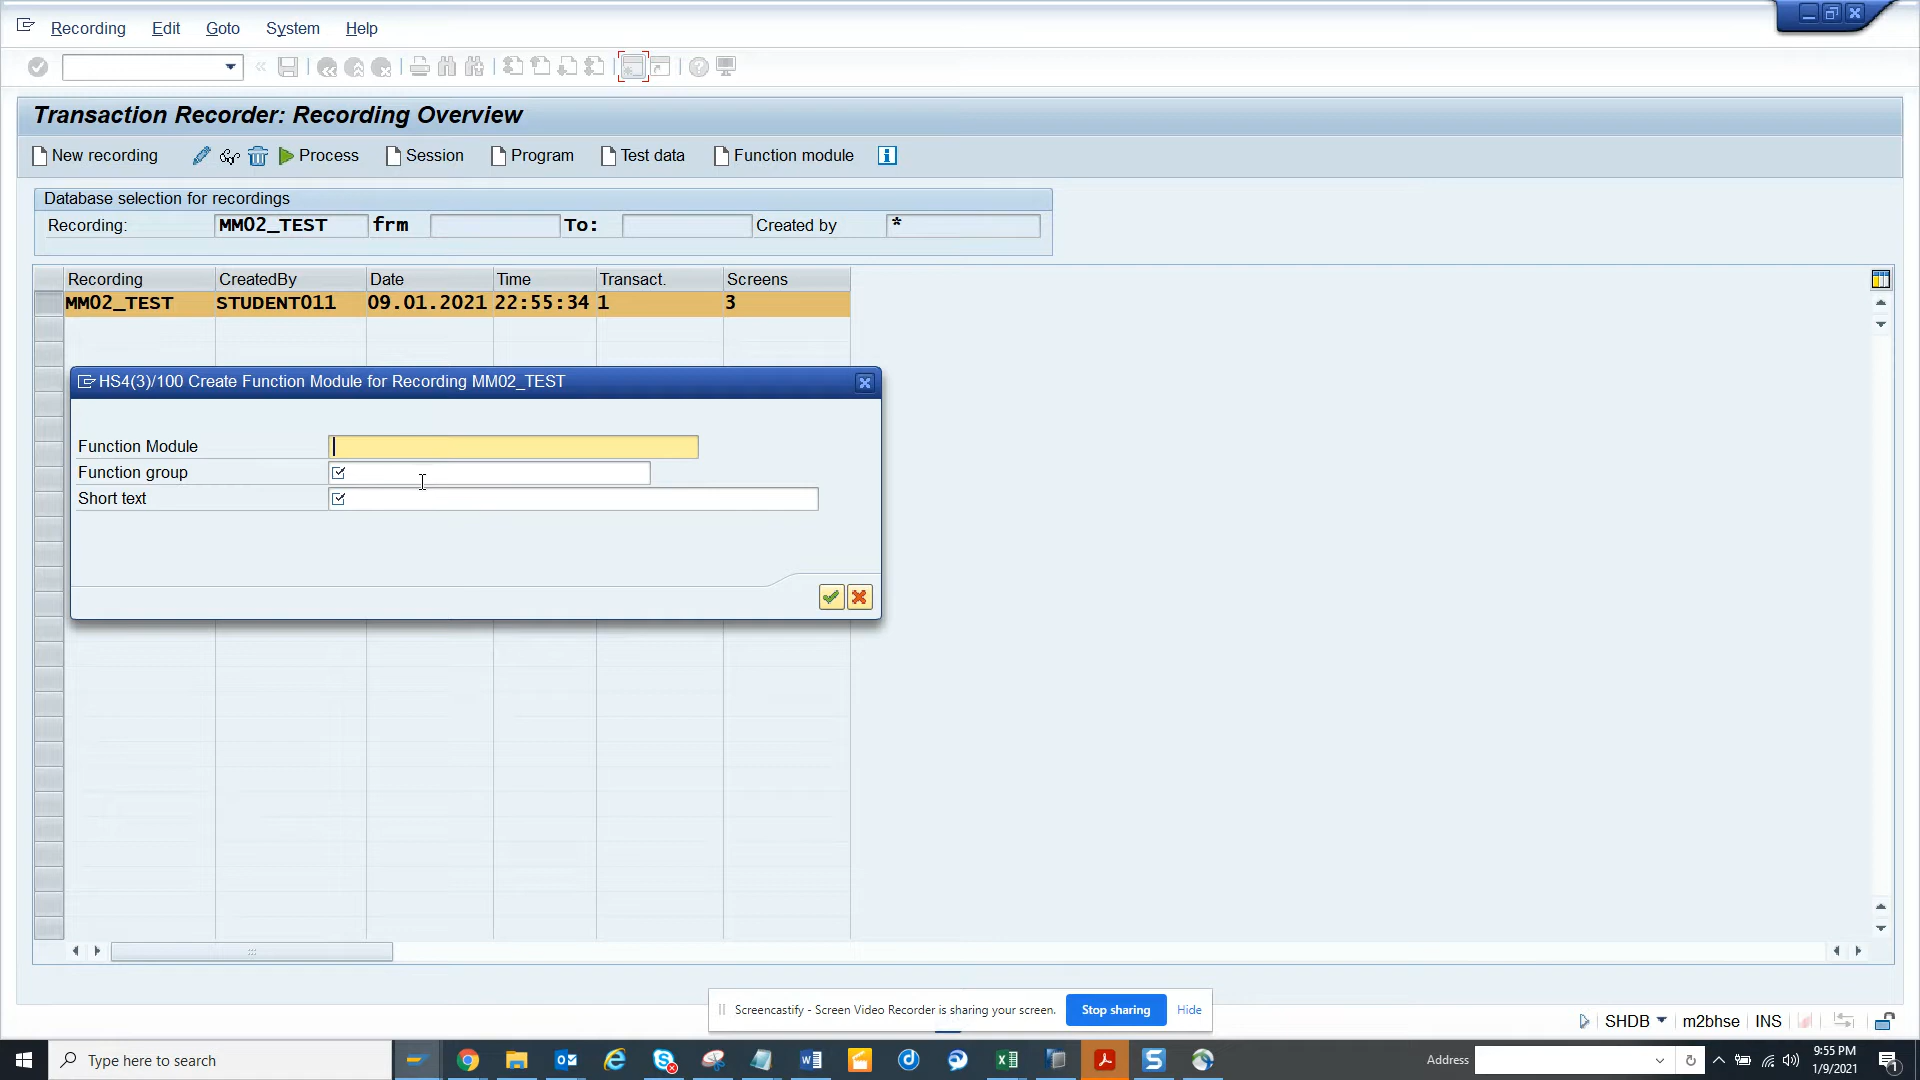 Recording Edit Goto System Help
Transaction Recorder: Recording Overview
New recording Process Session Program Test data Function module
Database selection for recordings
Recording: MM02_TEST frm To: Created by *
Recording CreatedBy Date Time Transact. Screens
MM02_TEST STUDENT011 09.01.2021 22:55:34 1 3
HS4(3)/100 Create Function Module for Recording MM02_TEST
Function Module
Function group
Short text
Screencastify - Screen Video Recorder is sharing your screen. Stop sharing Hide
SHDB m2bhse INS
Type here to search
Address
9:55 PM
1/9/2021
1